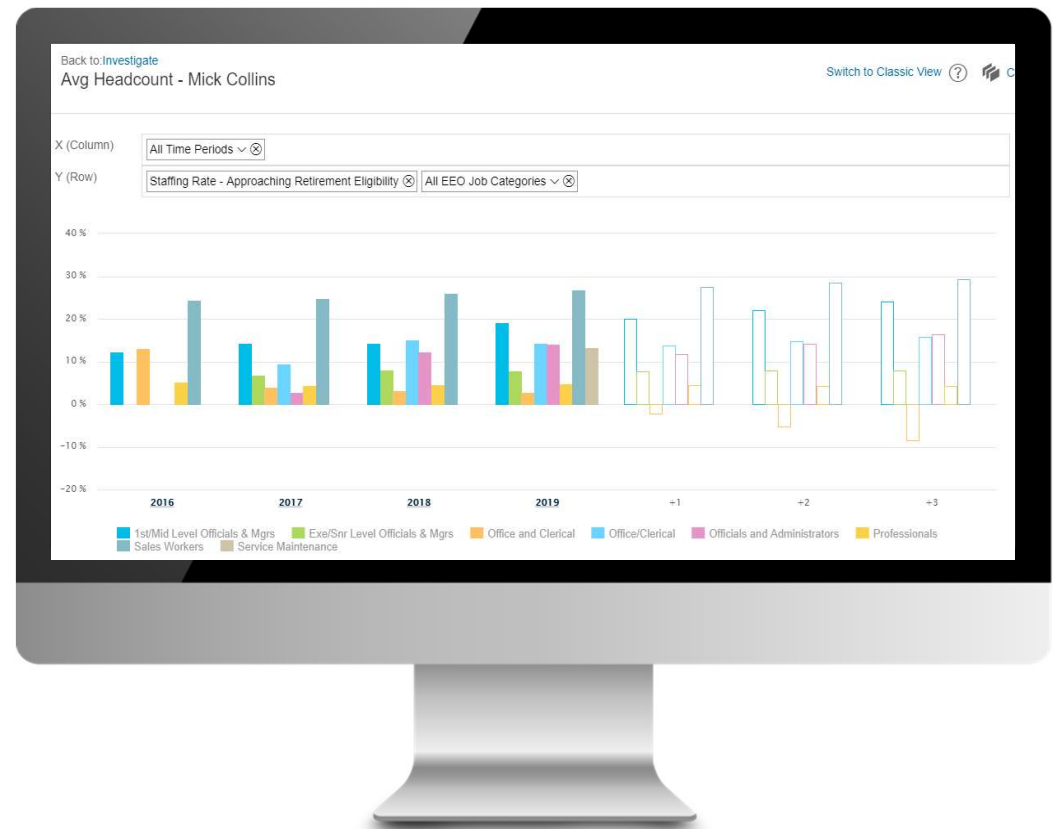 Back to:Investigate
Avg Headcount - Mick Collins
Switch to Classic View ? C
X (Column) All Time Periods
Y (Row) Staffing Rate - Approaching Retirement Eligibility All EEO Job Categories
40 %
30 %
20 %
10 %
0 %
-10 %
-20 %
2016 2017 2018 2019 +1 +2 +3
1st/Mid Level Officials & Mgrs Exe/Snr Level Officials & Mgrs Office and Clerical Office/Clerical Officials and Administrators Professionals
Sales Workers Service Maintenance